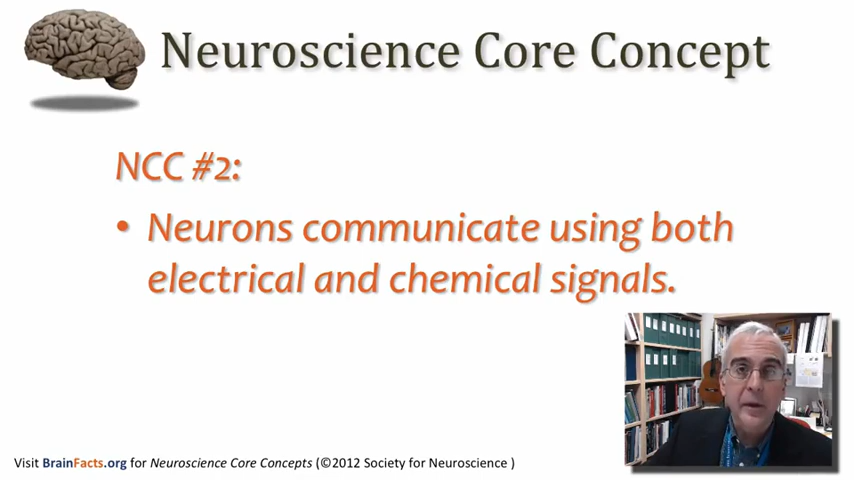 Neuroscience Core Concept
NCC #2:
• Neurons communicate using both
electrical and chemical signals.
Visit BrainFacts.org for Neuroscience Core Concepts (©2012 Society for Neuroscience )